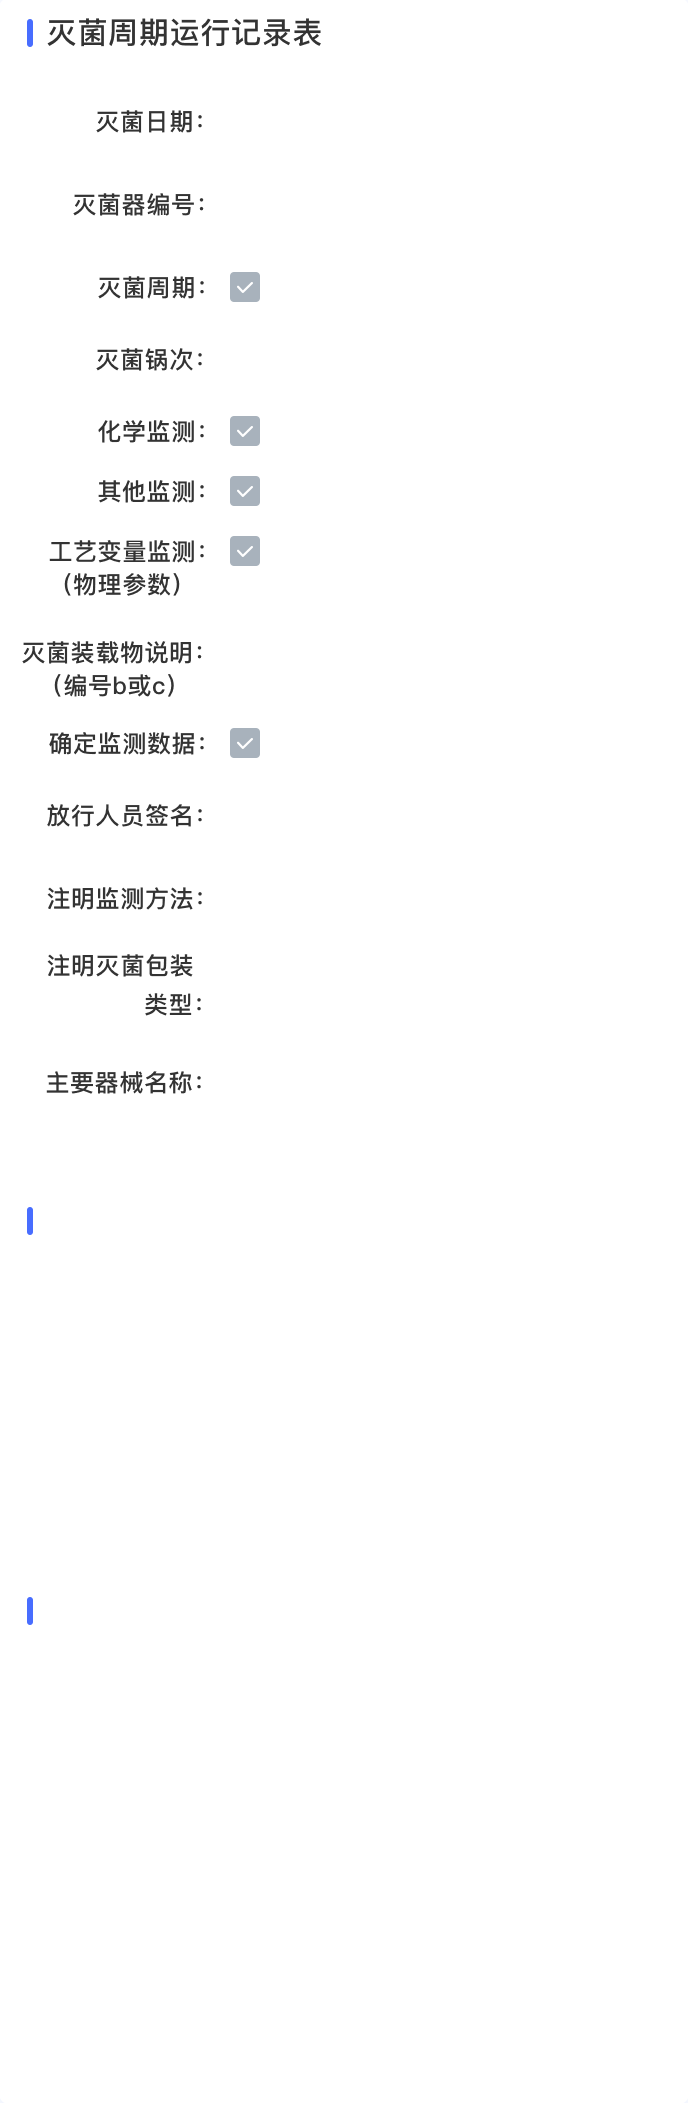 灭菌周期运行记录表
灭菌日期：
灭菌器编号：
灭菌周期：
灭菌锅次：
化学监测：
其他监测：
工艺变量监测：
（物理参数）
灭菌装载物说明：
（编号b或c）
确定监测数据：
放行人员签名：
注明监测方法：
注明灭菌包装
类型：
主要器械名称：